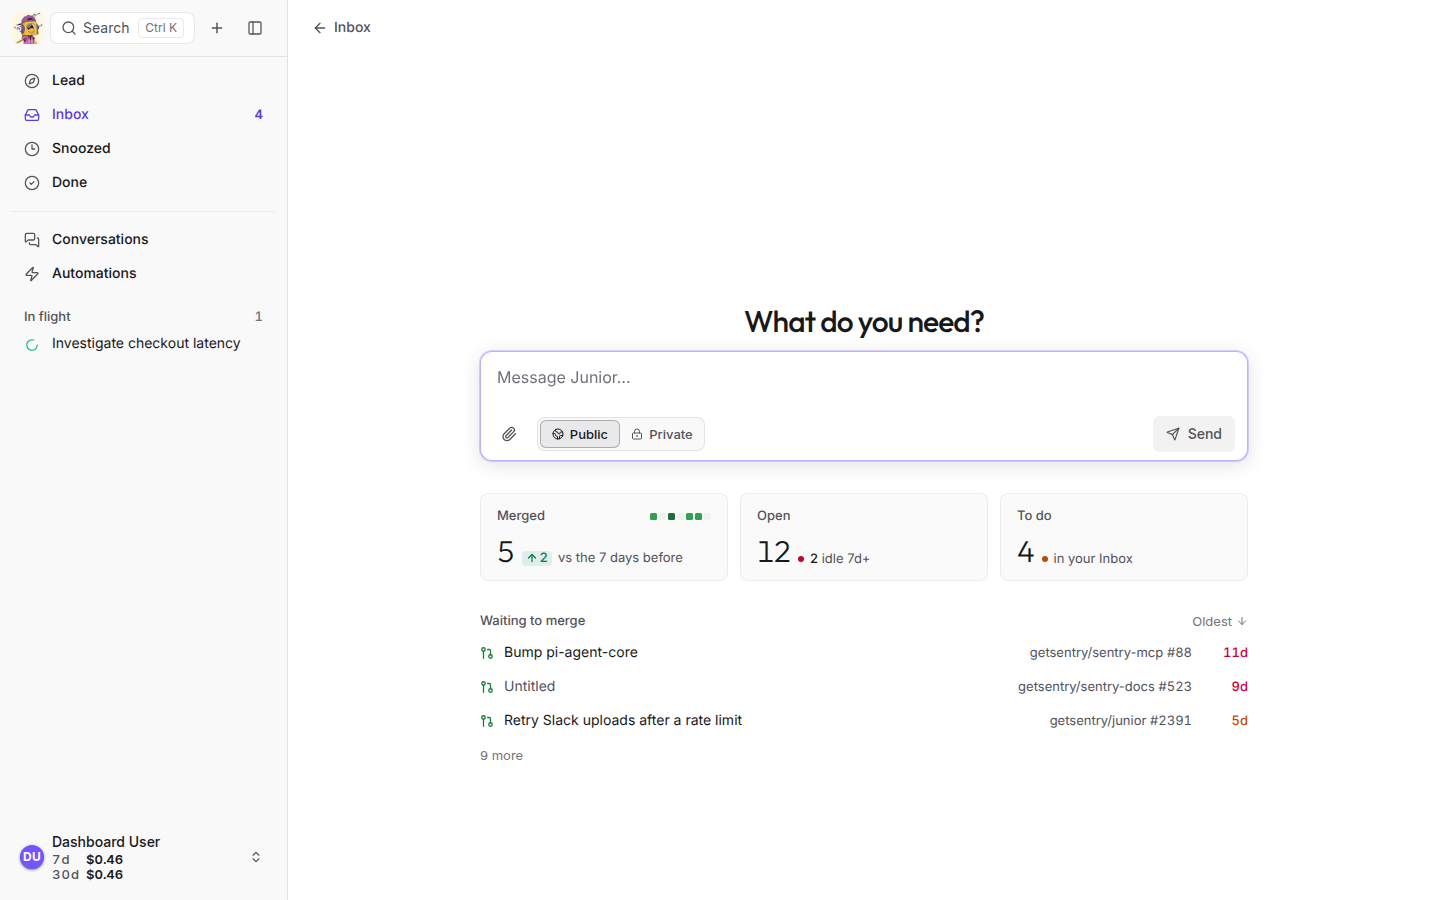 Search Ctrl K
Lead
Inbox 4
Snoozed
Done
Conversations
Automations
In flight 1
Investigate checkout latency
DU
Dashboard User
7d $0.46
30d $0.46
Inbox
What do you need?
Message Junior...
Public Private Send
Merged
5 2 vs the 7 days before
Open
12 2 idle 7d+
To do
4 in your Inbox
Waiting to merge Oldest
Bump pi-agent-core getsentry/sentry-mcp #88 11d
Untitled getsentry/sentry-docs #523 9d
Retry Slack uploads after a rate limit getsentry/junior #2391 5d
9 more